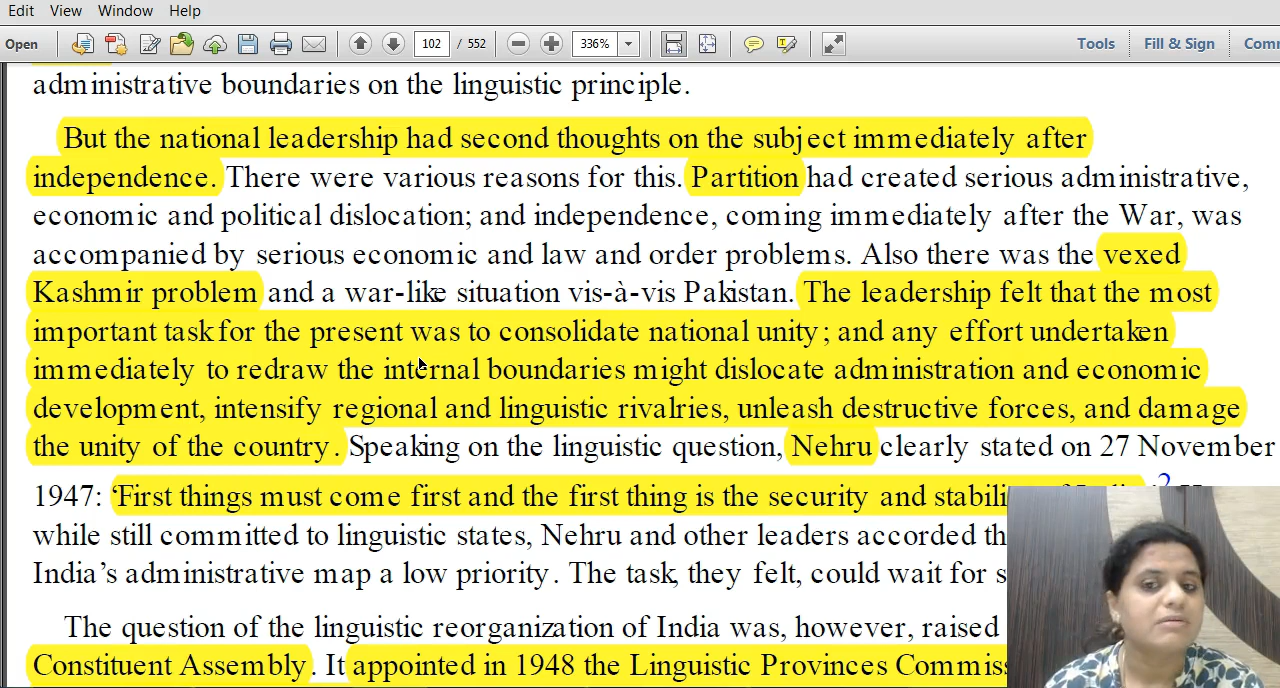 Edit View Window Help
Open 102 / 552 336% Tools Fill & Sign
administrative boundaries on the linguistic principle.
But the national leadership had second thoughts on the subject immediately after
independence. There were various reasons for this. Partition had created serious administrative,
economic and political dislocation; and independence, coming immediately after the War, was
accompanied by serious economic and law and order problems. Also there was the vexed
Kashmir problem and a war-like situation vis-à-vis Pakistan. The leadership felt that the most
important task for the present was to consolidate national unity; and any effort undertaken
immediately to redraw the internal boundaries might dislocate administration and economic
development, intensify regional and linguistic rivalries, unleash destructive forces, and damage
the unity of the country. Speaking on the linguistic question, Nehru clearly stated on 27 November
1947: ‘First things must come first and the first thing is the security and
while still committed to linguistic states, Nehru and other leaders accorded
India’s administrative map a low priority. The task, they felt, could wait for
The question of the linguistic reorganization of India was, however, raised
Constituent Assembly. It appointed in 1948 the Linguistic Provinces